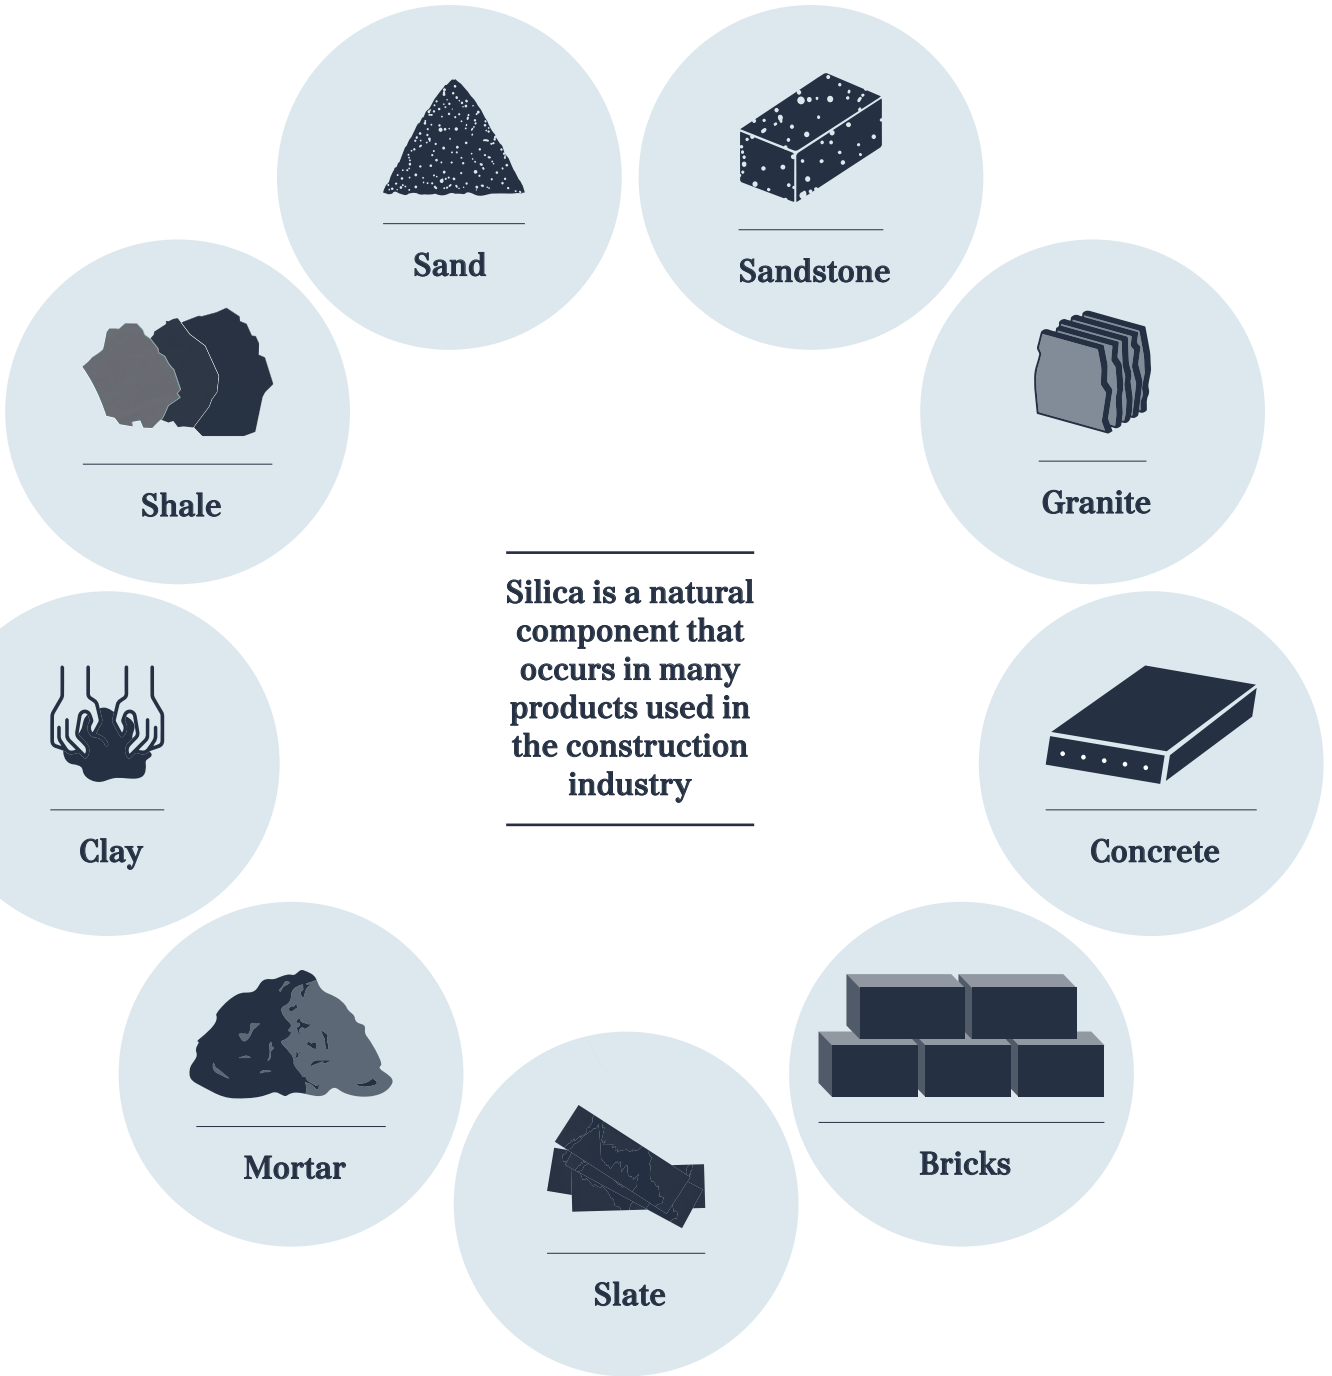 Sand
Sandstone
Shale
Granite
Silica is a natural
component that
occurs in many
products used in
the construction
industry
Clay
Concrete
Mortar
Bricks
Slate